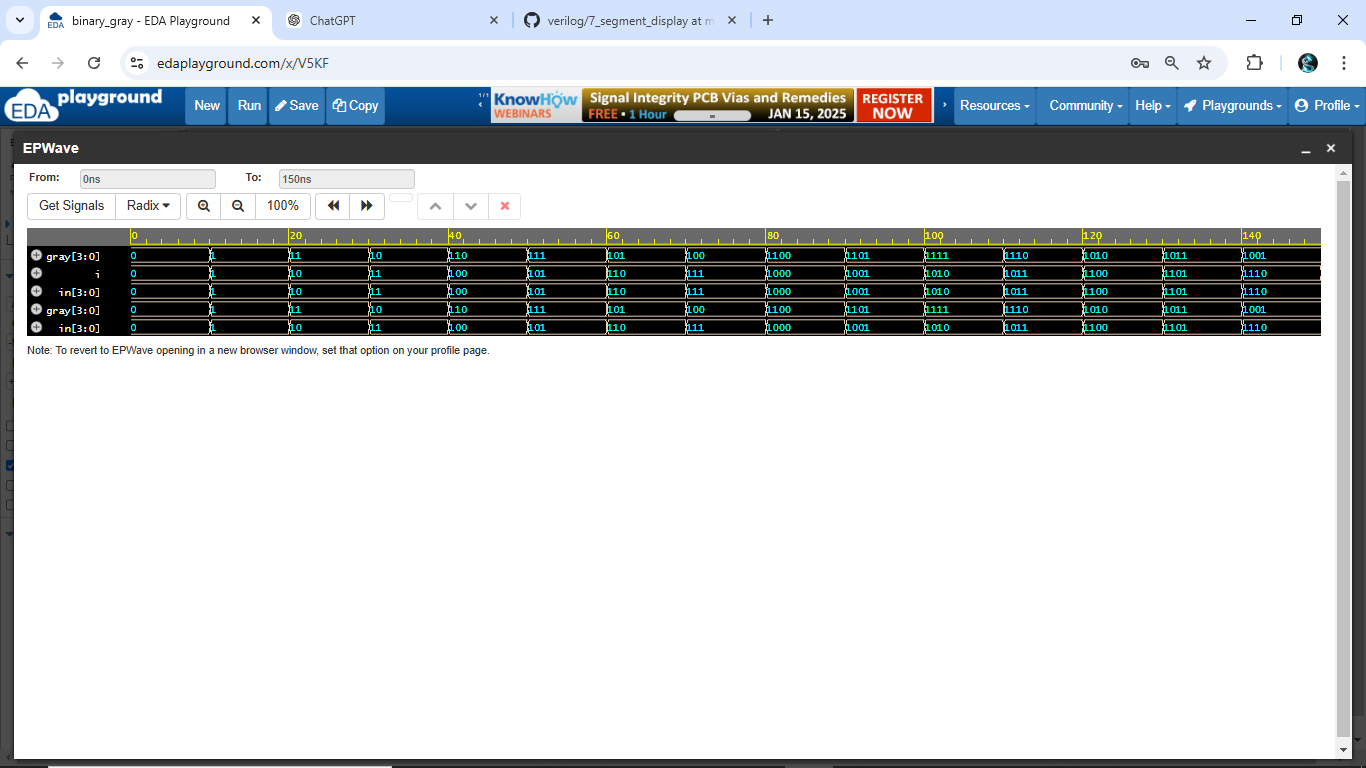 binary_gray - EDA Playground
ChatGPT
verilog/7_segment_display at m
edaplayground.com/x/V5KF
EDA playground New Run Save Copy
1/1 KnowHow WEBINARS Signal Integrity PCB Vias and Remedies REGISTER NOW
FREE • 1 Hour JAN 15, 2025
Resources Community Help Playgrounds Profile
EPWave
From: 0ns To: 150ns
Get Signals Radix 100%
0 20 40 60 80 100 120 140
gray[3:0] 0 1 11 10 110 111 101 100 1100 1101 1111 1110 1010 1011 1001
i 0 1 10 11 100 101 110 111 1000 1001 1010 1011 1100 1101 1110
in[3:0] 0 1 10 11 100 101 110 111 1000 1001 1010 1011 1100 1101 1110
gray[3:0] 0 1 11 10 110 111 101 100 1100 1101 1111 1110 1010 1011 1001
in[3:0] 0 1 10 11 100 101 110 111 1000 1001 1010 1011 1100 1101 1110
Note: To revert to EPWave opening in a new browser window, set that option on your profile page.